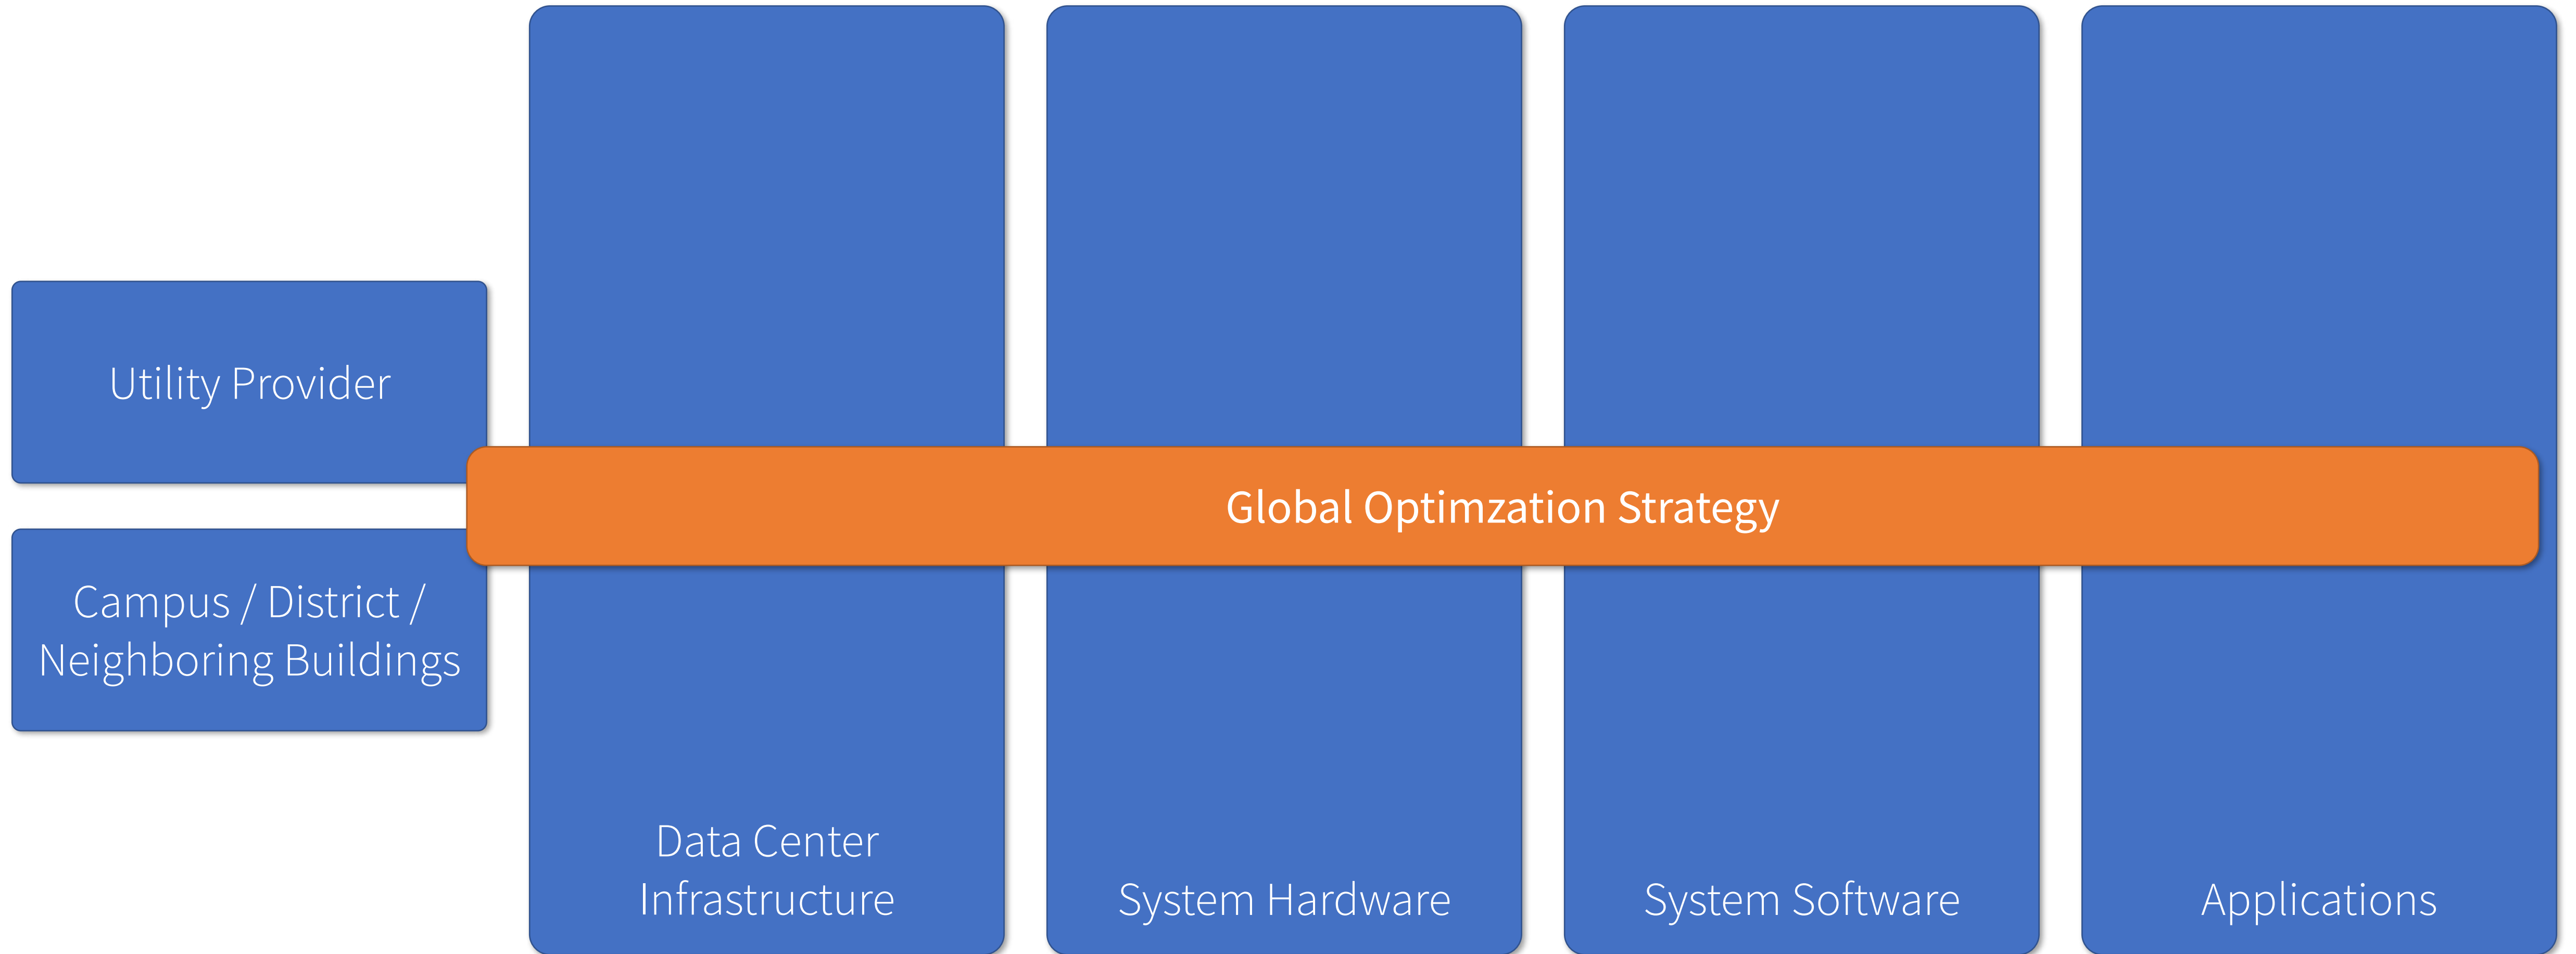 Utility Provider
Global Optimzation Strategy
Campus / District /
Neighboring Buildings
Data Center
Infrastructure
System Hardware
System Software
Applications